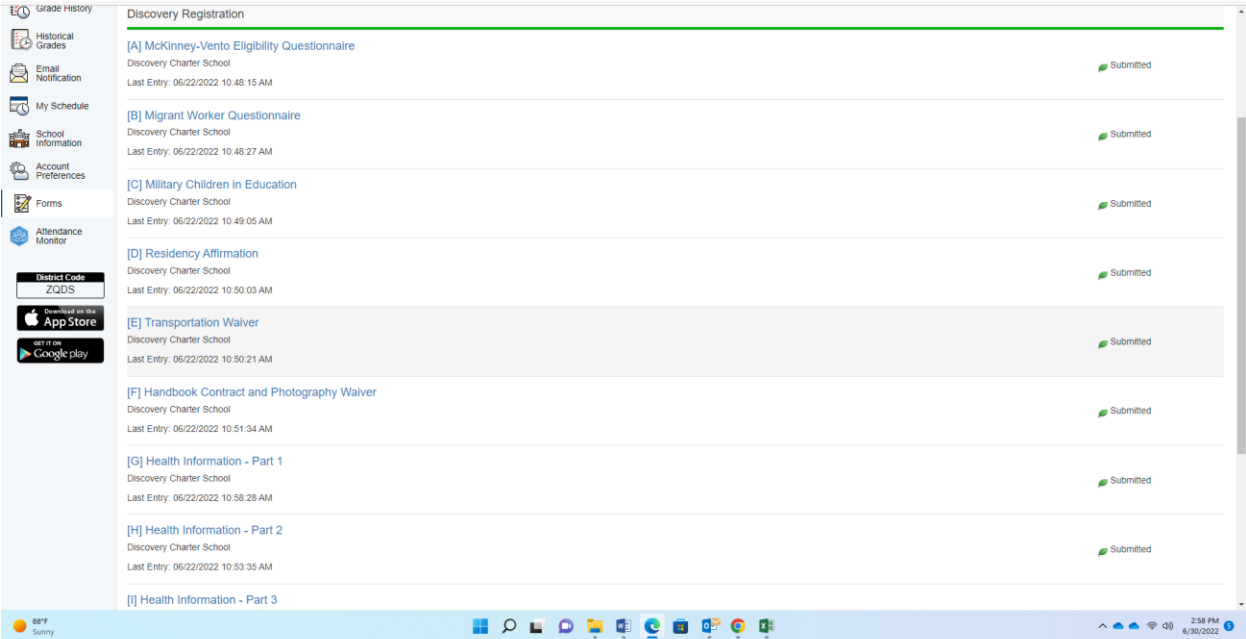 Grade History
Historical
Grades
Email
Notification
My Schedule
School
Information
Account
Preferences
Forms
Attendance
Monitor
District Code
ZQDS
Download on the
App Store
GET IT ON
Google play
Discovery Registration
[A] McKinney-Vento Eligibility Questionnaire
Discovery Charter School
Last Entry: 06/22/2022 10:48:15 AM
Submitted
[B] Migrant Worker Questionnaire
Discovery Charter School
Last Entry: 06/22/2022 10:48:27 AM
Submitted
[C] Military Children in Education
Discovery Charter School
Last Entry: 06/22/2022 10:49:05 AM
Submitted
[D] Residency Affirmation
Discovery Charter School
Last Entry: 06/22/2022 10:50:03 AM
Submitted
[E] Transportation Waiver
Discovery Charter School
Last Entry: 06/22/2022 10:50:21 AM
Submitted
[F] Handbook Contract and Photography Waiver
Discovery Charter School
Last Entry: 06/22/2022 10:51:34 AM
Submitted
[G] Health Information - Part 1
Discovery Charter School
Last Entry: 06/22/2022 10:58:28 AM
Submitted
[H] Health Information - Part 2
Discovery Charter School
Last Entry: 06/22/2022 10:53:35 AM
Submitted
[I] Health Information - Part 3
88°F
Sunny
2:58 PM
6/30/2022
5